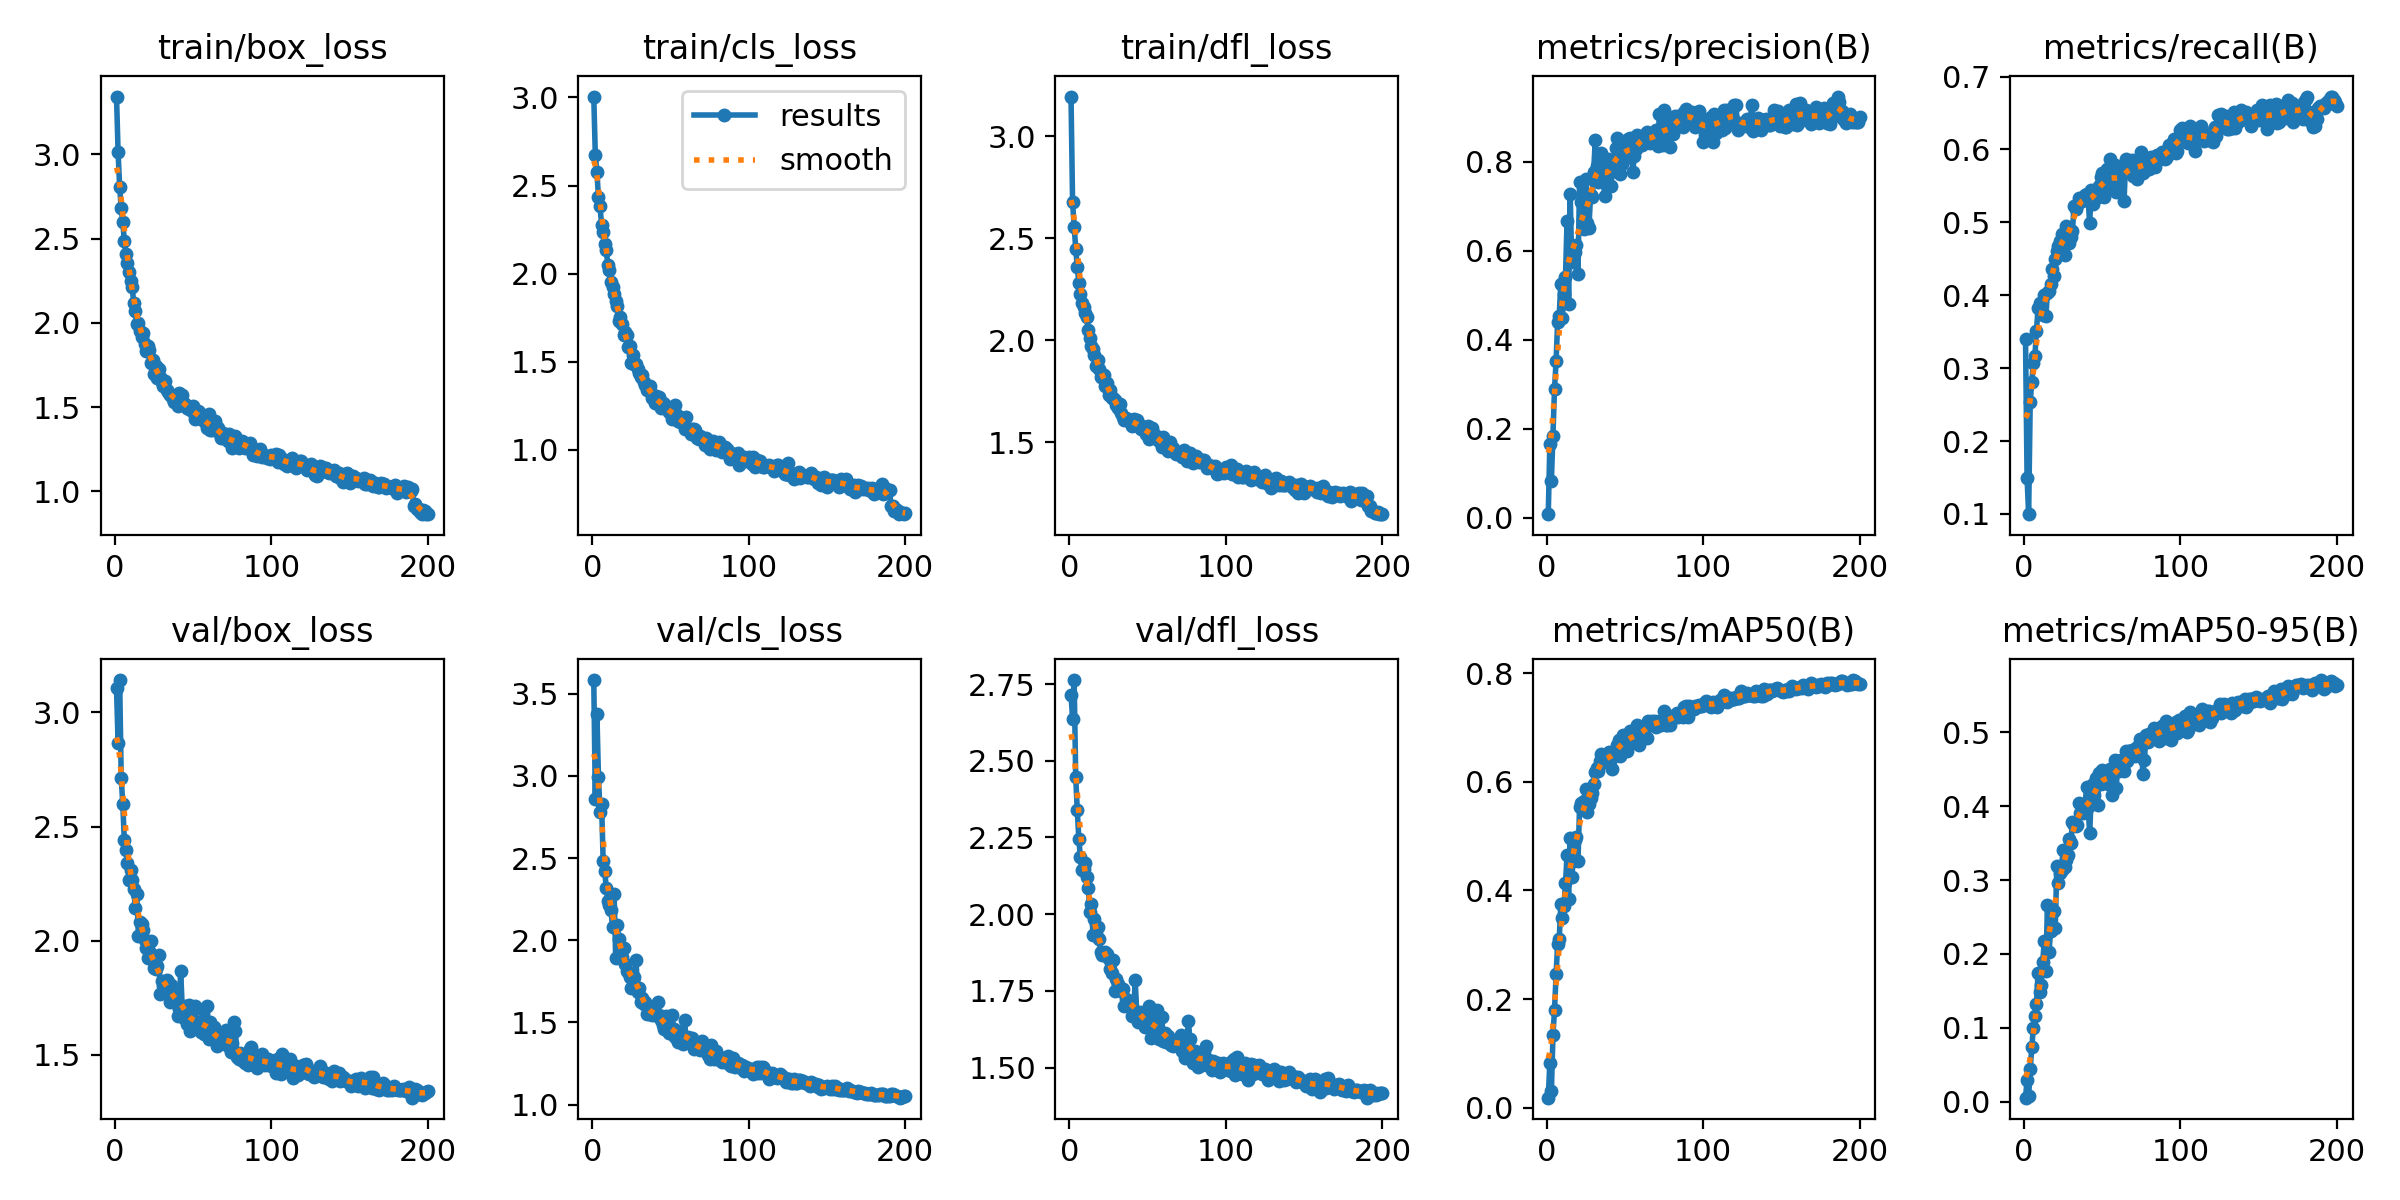 train/box_loss
3.0
2.5
2.0
1.5
1.0
0 100 200
train/cls_loss
results
smooth
3.0
2.5
2.0
1.5
1.0
0 100 200
train/dfl_loss
3.0
2.5
2.0
1.5
0 100 200
metrics/precision(B)
0.8
0.6
0.4
0.2
0.0
0 100 200
metrics/recall(B)
0.7
0.6
0.5
0.4
0.3
0.2
0.1
0 100 200
val/box_loss
3.0
2.5
2.0
1.5
0 100 200
val/cls_loss
3.5
3.0
2.5
2.0
1.5
1.0
0 100 200
val/dfl_loss
2.75
2.50
2.25
2.00
1.75
1.50
0 100 200
metrics/mAP50(B)
0.8
0.6
0.4
0.2
0.0
0 100 200
metrics/mAP50-95(B)
0.5
0.4
0.3
0.2
0.1
0.0
0 100 200